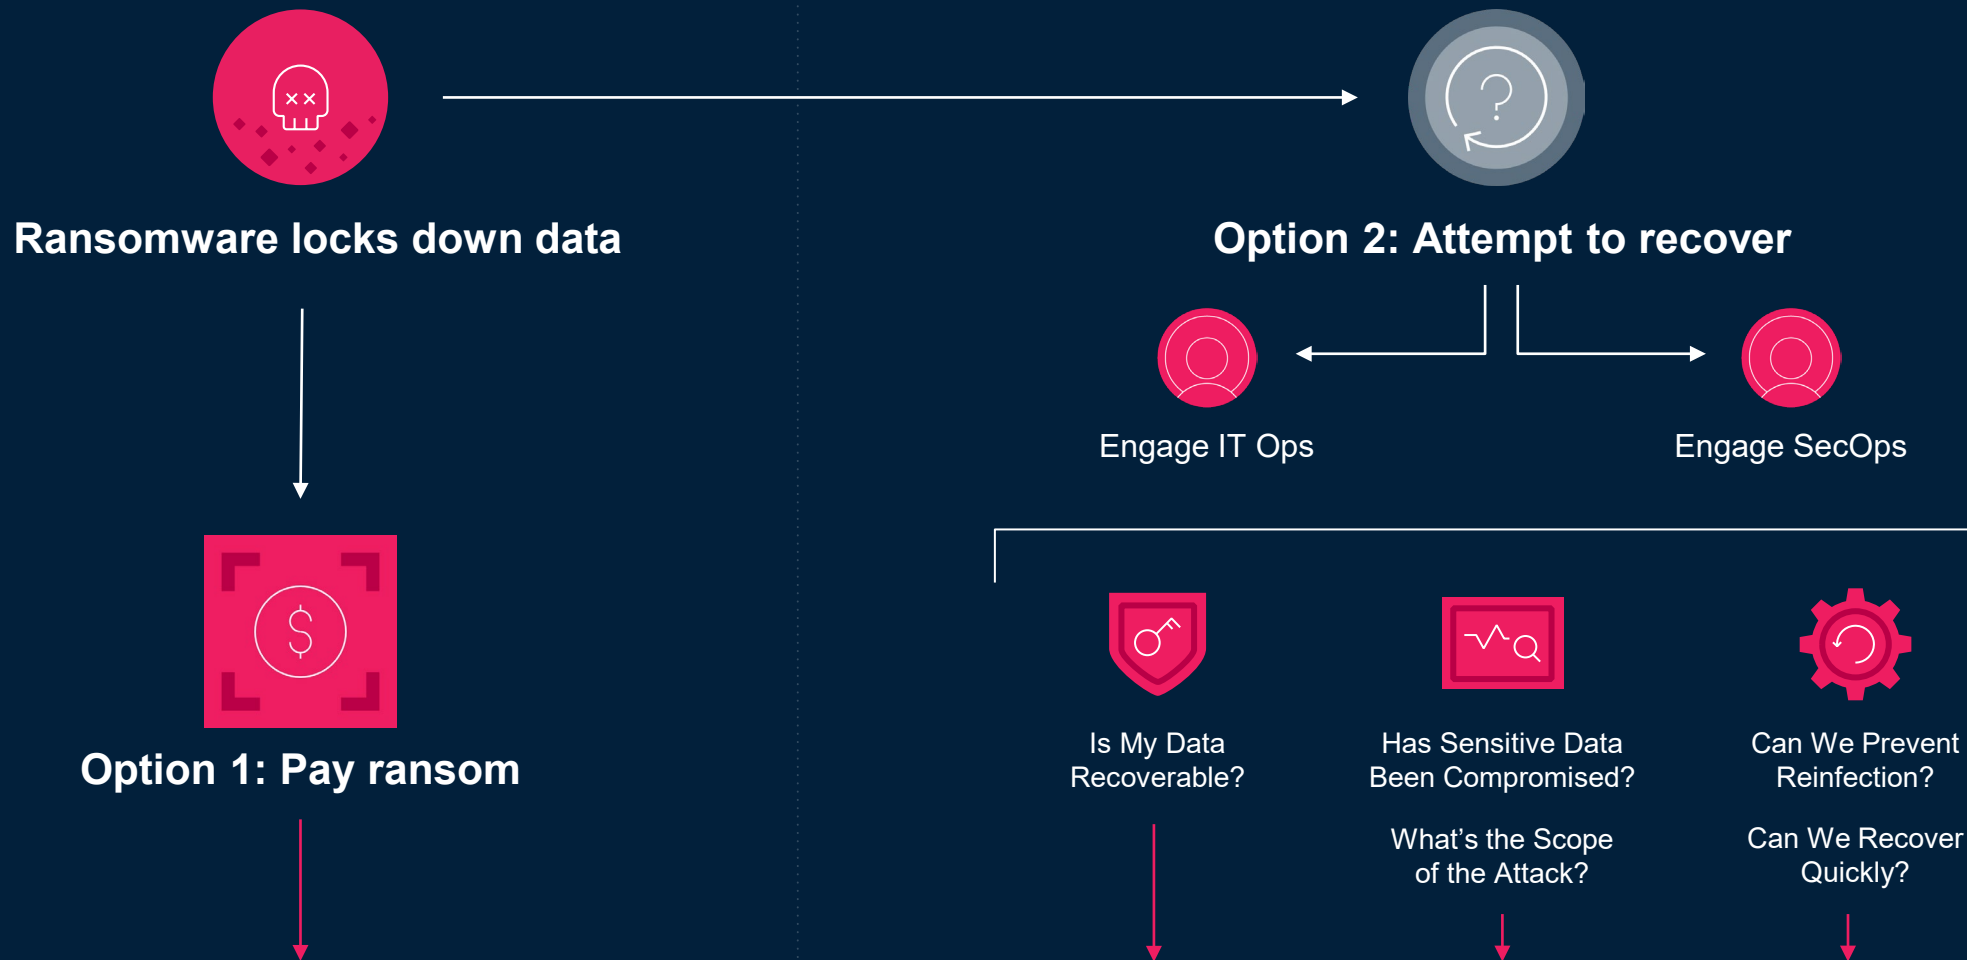 Ransomware locks down data
Option 2: Attempt to recover
Engage IT Ops
Engage SecOps
Option 1: Pay ransom
Is My Data
Recoverable?
Has Sensitive Data
Been Compromised?
What's the Scope
of the Attack?
Can We Prevent
Reinfection?
Can We Recover
Quickly?